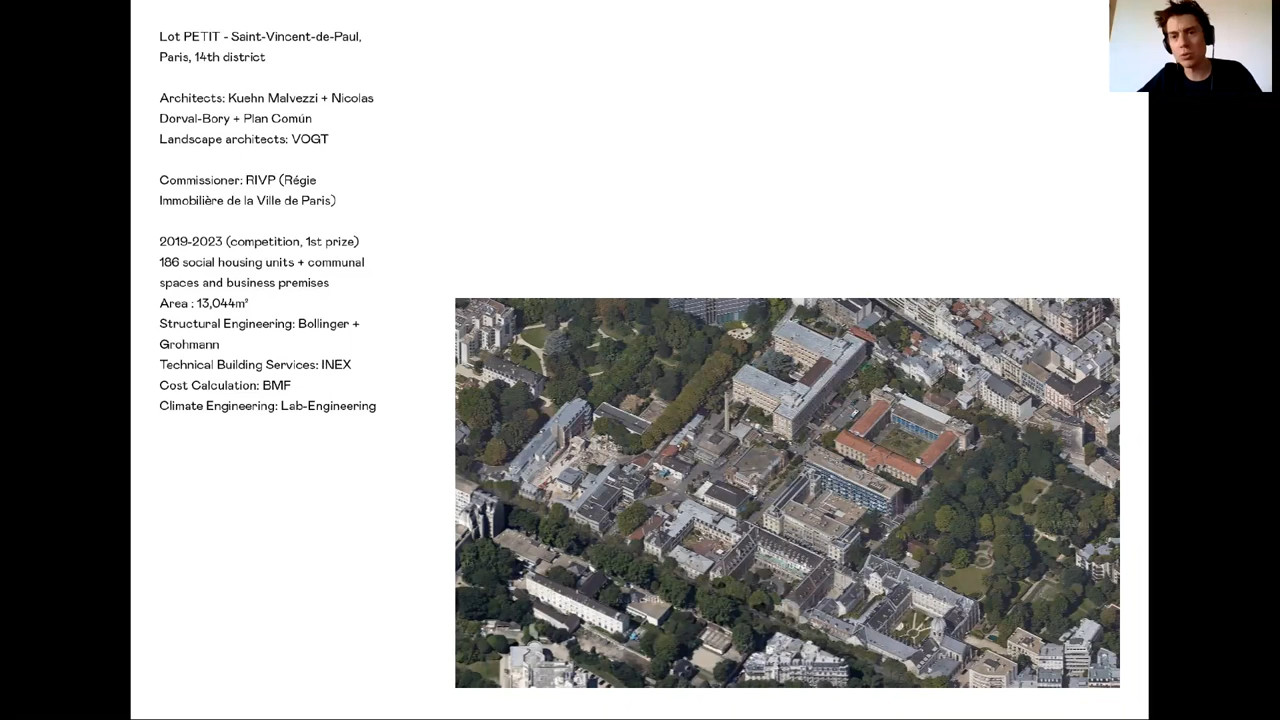 Lot PETIT - Saint-Vincent-de-Paul,
Paris, 14th district
Architects: Kuehn Malvezzi + Nicolas
Dorval-Bory + Plan Común
Landscape architects: VOGT
Commissioner: RIVP (Régie
Immobilière de la Ville de Paris)
2019-2023 (competition, 1st prize)
186 social housing units + communal
spaces and business premises
Area : 13,044m²
Structural Engineering: Bollinger +
Grohmann
Technical Building Services: INEX
Cost Calculation: BMF
Climate Engineering: Lab-Engineering